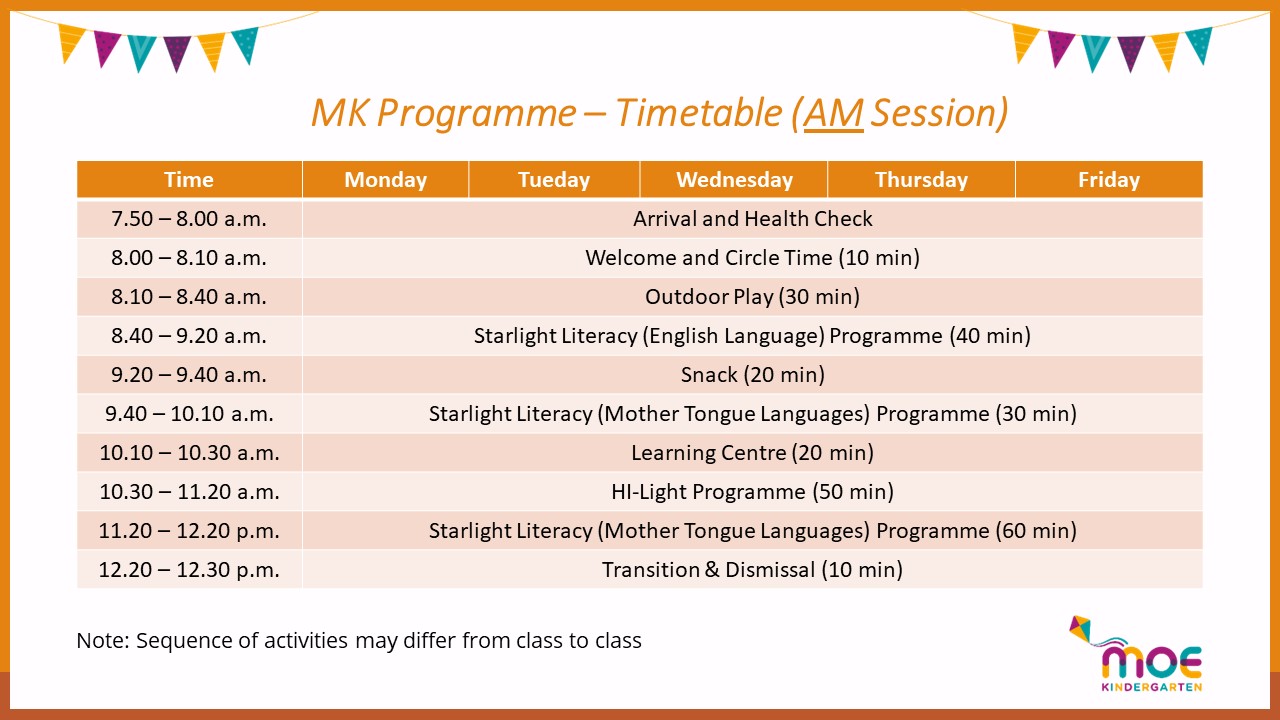 MK Programme – Timetable (AM Session)
Time Monday Tueday Wednesday Thursday Friday
7.50 – 8.00 a.m. Arrival and Health Check
8.00 – 8.10 a.m. Welcome and Circle Time (10 min)
8.10 – 8.40 a.m. Outdoor Play (30 min)
8.40 – 9.20 a.m. Starlight Literacy (English Language) Programme (40 min)
9.20 – 9.40 a.m. Snack (20 min)
9.40 – 10.10 a.m. Starlight Literacy (Mother Tongue Languages) Programme (30 min)
10.10 – 10.30 a.m. Learning Centre (20 min)
10.30 – 11.20 a.m. HI-Light Programme (50 min)
11.20 – 12.20 p.m. Starlight Literacy (Mother Tongue Languages) Programme (60 min)
12.20 – 12.30 p.m. Transition & Dismissal (10 min)
Note: Sequence of activities may differ from class to class
moe
KINDERGARTEN